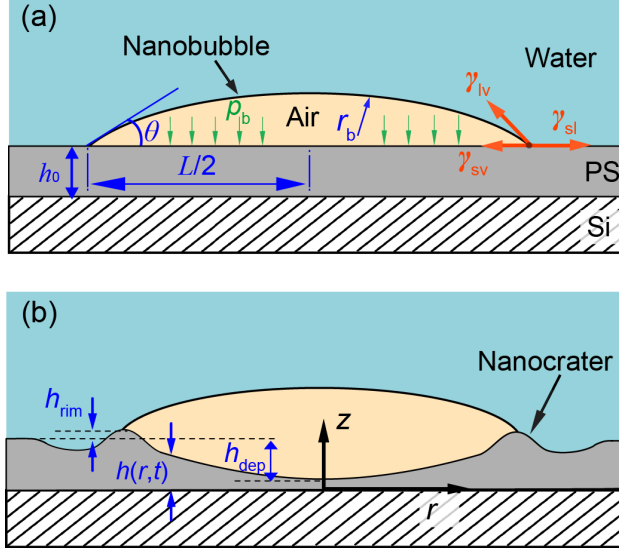 (a)
Nanobubble
Water
γlv
pb
Air
rb
γsl
θ
γsv
h0
L/2
PS
Si
(b)
Nanocrater
hrim
z
hdep
h(r,t)
r